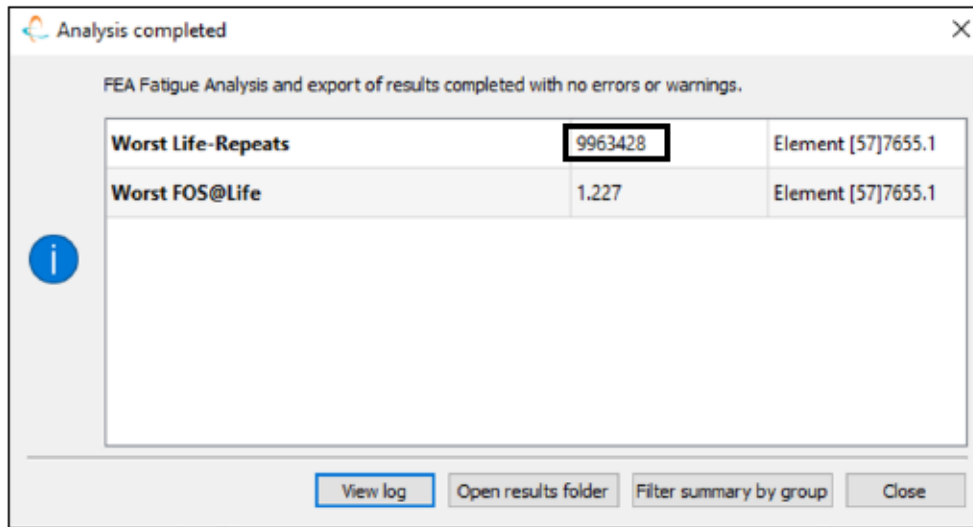 Analysis completed
FEA Fatigue Analysis and export of results completed with no errors or warnings.
Worst Life-Repeats 9963428 Element [57]7655.1
Worst FOS@Life 1.227 Element [57]7655.1
View log Open results folder Filter summary by group Close